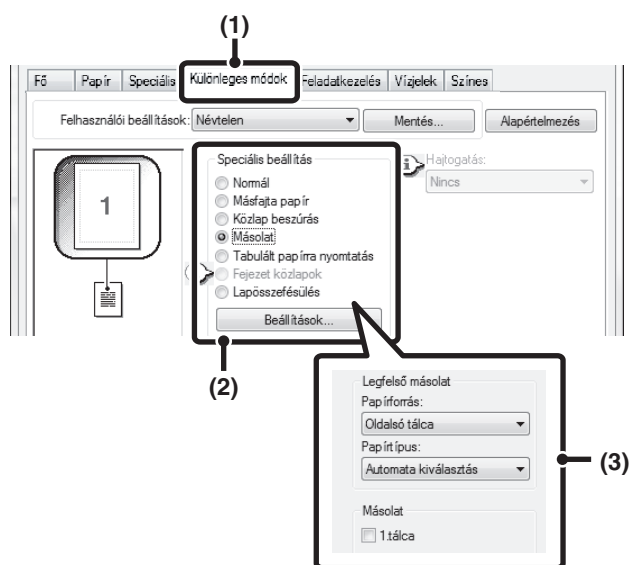 (1)
Fő Papír Speciális Különleges módok Feladatkezelés Vízjelek Színes
Felhasználói beállítások: Névtelen Mentés... Alapértelmezés
Speciális beállítás
Normál
Másfajta papír
Közlap beszúrás
Másolat
Tabulált papírra nyomtatás
Fejezet közlapok
Lapösszefésülés
Beállítások...
Hajtogatás:
Nincs
1
(2)
Legfelső másolat
Papírforrás:
Oldalsó tálca
Papírtípus:
Automata kiválasztás
(3)
Másolat
1.tálca